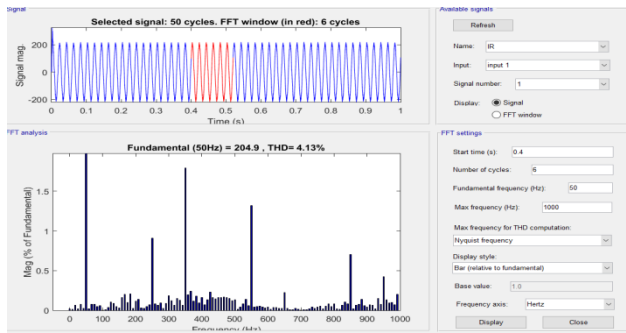 Signal
Selected signal: 50 cycles. FFT window (in red): 6 cycles
Signal mag.
200
0
-200
0 0.1 0.2 0.3 0.4 0.5 0.6 0.7 0.8 0.9 1
Time (s)
FFT analysis
Fundamental (50Hz) = 204.9 , THD= 4.13%
Mag (% of Fundamental)
1.5
1
0.5
0
0 100 200 300 400 500 600 700 800 900 1000
Frequency (Hz)
Available signals
Refresh
Name: IR
Input: input 1
Signal number: 1
Display: Signal
FFT window
FFT settings
Start time (s): 0.4
Number of cycles: 6
Fundamental frequency (Hz): 50
Max frequency (Hz): 1000
Max frequency for THD computation:
Nyquist frequency
Display style:
Bar (relative to fundamental)
Base value: 1.0
Frequency axis: Hertz
Display Close